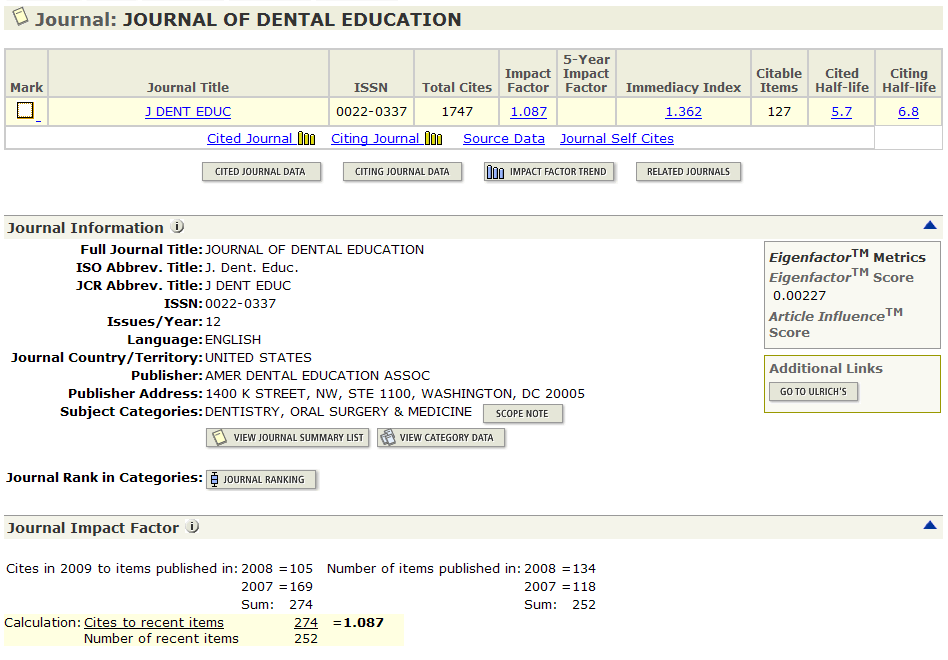 Journal: JOURNAL OF DENTAL EDUCATION
Mark Journal Title ISSN Total Cites Impact Factor 5-Year Impact Factor Immediacy Index Citable Items Cited Half-life Citing Half-life
J DENT EDUC 0022-0337 1747 1.087 1.362 127 5.7 6.8
Cited Journal Citing Journal Source Data Journal Self Cites
CITED JOURNAL DATA CITING JOURNAL DATA IMPACT FACTOR TREND RELATED JOURNALS
Journal Information i
Full Journal Title: JOURNAL OF DENTAL EDUCATION
ISO Abbrev. Title: J. Dent. Educ.
JCR Abbrev. Title: J DENT EDUC
ISSN: 0022-0337
Issues/Year: 12
Language: ENGLISH
Journal Country/Territory: UNITED STATES
Publisher: AMER DENTAL EDUCATION ASSOC
Publisher Address: 1400 K STREET, NW, STE 1100, WASHINGTON, DC 20005
Subject Categories: DENTISTRY, ORAL SURGERY & MEDICINE SCOPE NOTE
VIEW JOURNAL SUMMARY LIST VIEW CATEGORY DATA
Journal Rank in Categories: JOURNAL RANKING
Eigenfactor™ Metrics
Eigenfactor™ Score
0.00227
Article Influence™
Score
Additional Links
GO TO ULRICH'S
Journal Impact Factor i
Cites in 2009 to items published in: 2008 =105 Number of items published in: 2008 =134
2007 =169 2007 =118
Sum: 274 Sum: 252
Calculation: Cites to recent items 274 =1.087
Number of recent items 252